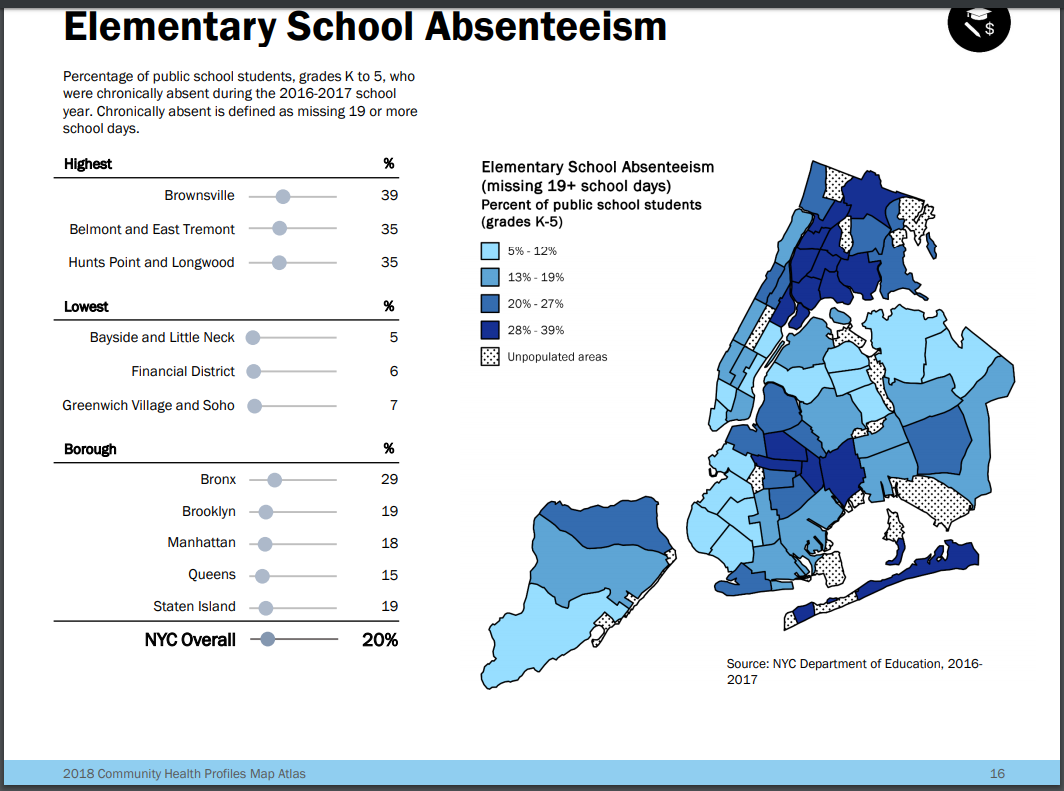 Elementary School Absenteeism
$
Percentage of public school students, grades K to 5, who
were chronically absent during the 2016-2017 school
year. Chronically absent is defined as missing 19 or more
school days.
Highest %
Brownsville 39
Belmont and East Tremont 35
Hunts Point and Longwood 35
Lowest %
Bayside and Little Neck 5
Financial District 6
Greenwich Village and Soho 7
Borough %
Bronx 29
Brooklyn 19
Manhattan 18
Queens 15
Staten Island 19
NYC Overall 20%
Elementary School Absenteeism
(missing 19+ school days)
Percent of public school students
(grades K-5)
5% - 12%
13% - 19%
20% - 27%
28% - 39%
Unpopulated areas
Source: NYC Department of Education, 2016-
2017
2018 Community Health Profiles Map Atlas 16